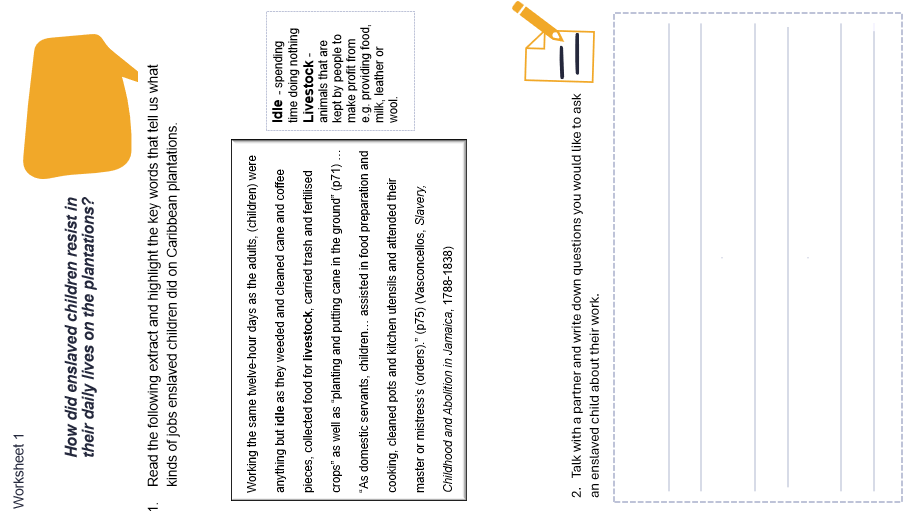 Worksheet 1
How did enslaved children resist in
their daily lives on the plantations?
1. Read the following extract and highlight the key words that tell us what
kinds of jobs enslaved children did on Caribbean plantations.
Working the same twelve-hour days as the adults, (children) were
anything but idle as they weeded and cleaned cane and coffee
pieces, collected food for livestock, carried trash and fertilised
crops” as well as “planting and putting cane in the ground” (p71) …
“As domestic servants, children… assisted in food preparation and
cooking, cleaned pots and kitchen utensils and attended their
master or mistress’s (orders).” (p75) (Vasconcellos, Slavery,
Childhood and Abolition in Jamaica, 1788-1838)
Idle - spending
time doing nothing
Livestock -
animals that are
kept by people to
make profit from
e.g. providing food,
milk, leather or
wool.
2. Talk with a partner and write down questions you would like to ask
an enslaved child about their work.